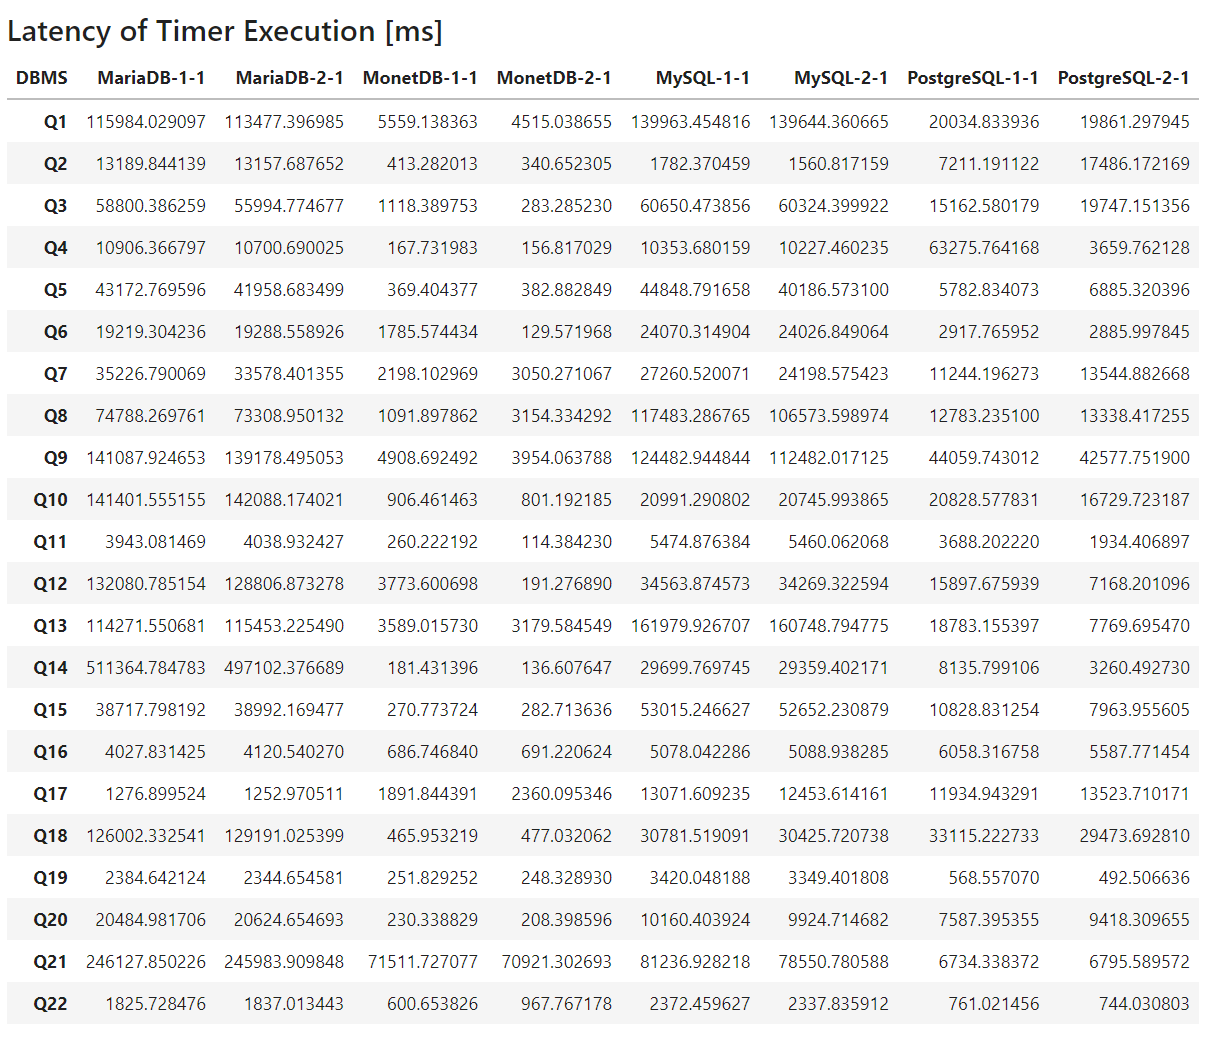 Latency of Timer Execution [ms]
DBMS MariaDB-1-1 MariaDB-2-1 MonetDB-1-1 MonetDB-2-1 MySQL-1-1 MySQL-2-1 PostgreSQL-1-1 PostgreSQL-2-1
Q1 115984.029097 113477.396985 5559.138363 4515.038655 139963.454816 139644.360665 20034.833936 19861.297945
Q2 13189.844139 13157.687652 413.282013 340.652305 1782.370459 1560.817159 7211.191122 17486.172169
Q3 58800.386259 55994.774677 1118.389753 283.285230 60650.473856 60324.399922 15162.580179 19747.151356
Q4 10906.366797 10700.690025 167.731983 156.817029 10353.680159 10227.460235 63275.764168 3659.762128
Q5 43172.769596 41958.683499 369.404377 382.882849 44848.791658 40186.573100 5782.834073 6885.320396
Q6 19219.304236 19288.558926 1785.574434 129.571968 24070.314904 24026.849064 2917.765952 2885.997845
Q7 35226.790069 33578.401355 2198.102969 3050.271067 27260.520071 24198.575423 11244.196273 13544.882668
Q8 74788.269761 73308.950132 1091.897862 3154.334292 117483.286765 106573.598974 12783.235100 13338.417255
Q9 141087.924653 139178.495053 4908.692492 3954.063788 124482.944844 112482.017125 44059.743012 42577.751900
Q10 141401.555155 142088.174021 906.461463 801.192185 20991.290802 20745.993865 20828.577831 16729.723187
Q11 3943.081469 4038.932427 260.222192 114.384230 5474.876384 5460.062068 3688.202220 1934.406897
Q12 132080.785154 128806.873278 3773.600698 191.276890 34563.874573 34269.322594 15897.675939 7168.201096
Q13 114271.550681 115453.225490 3589.015730 3179.584549 161979.926707 160748.794775 18783.155397 7769.695470
Q14 511364.784783 497102.376689 181.431396 136.607647 29699.769745 29359.402171 8135.799106 3260.492730
Q15 38717.798192 38992.169477 270.773724 282.713636 53015.246627 52652.230879 10828.831254 7963.955605
Q16 4027.831425 4120.540270 686.746840 691.220624 5078.042286 5088.938285 6058.316758 5587.771454
Q17 1276.899524 1252.970511 1891.844391 2360.095346 13071.609235 12453.614161 11934.943291 13523.710171
Q18 126002.332541 129191.025399 465.953219 477.032062 30781.519091 30425.720738 33115.222733 29473.692810
Q19 2384.642124 2344.654581 251.829252 248.328930 3420.048188 3349.401808 568.557070 492.506636
Q20 20484.981706 20624.654693 230.338829 208.398596 10160.403924 9924.714682 7587.395355 9418.309655
Q21 246127.850226 245983.909848 71511.727077 70921.302693 81236.928218 78550.780588 6734.338372 6795.589572
Q22 1825.728476 1837.013443 600.653826 967.767178 2372.459627 2337.835912 761.021456 744.030803